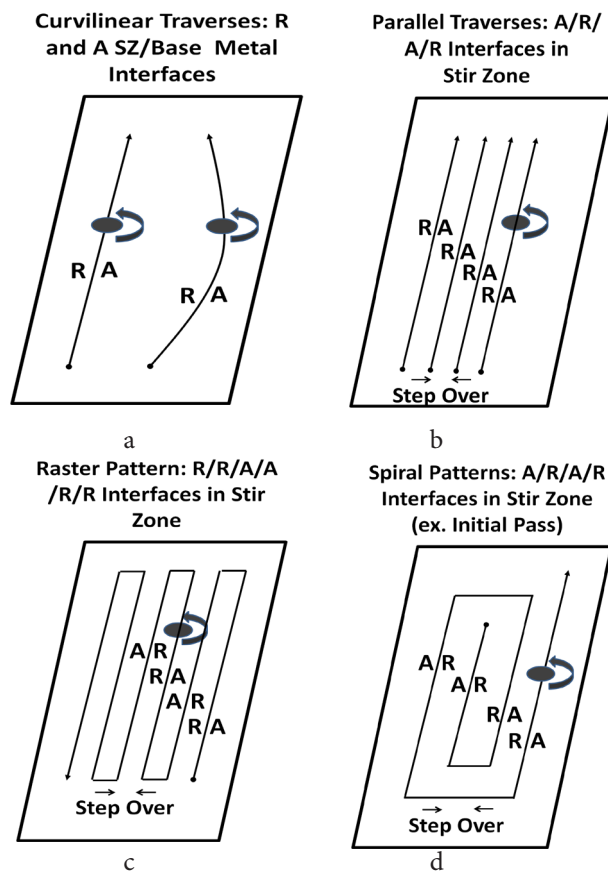 Curvilinear Traverses: R
and A SZ/Base Metal
Interfaces
R A
R A
a
Parallel Traverses: A/R/
A/R Interfaces in
Stir Zone
R A
R A
R A
R A
Step Over
b
Raster Pattern: R/R/A/A
/R/R Interfaces in Stir
Zone
A R
R A
A R
R A
Step Over
c
Spiral Patterns: A/R/A/R
Interfaces in Stir Zone
(ex. Initial Pass)
A R
A R
R A
R A
Step Over
d